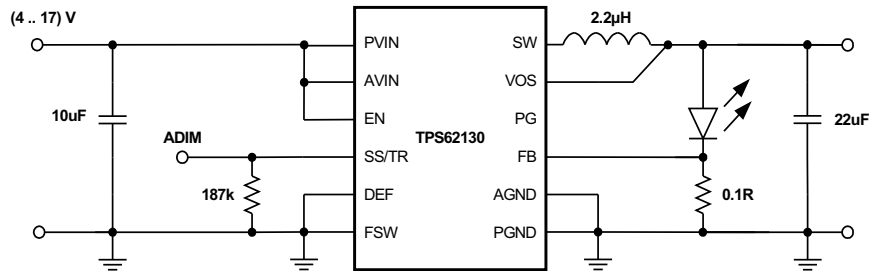 (4 .. 17) V
10uF
ADIM
187k
PVIN
AVIN
EN
SS/TR
DEF
FSW
TPS62130
SW
VOS
PG
FB
AGND
PGND
2.2µH
0.1R
22uF